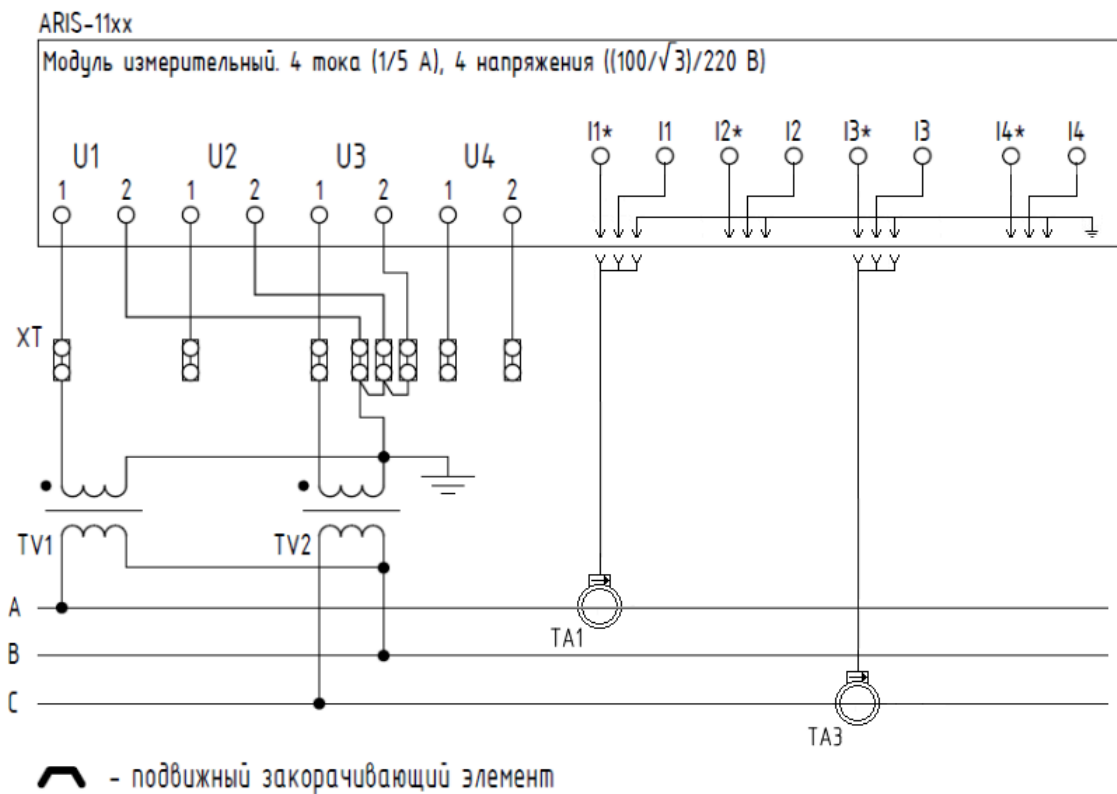 ARIS-11xx
Модуль измерительный. 4 тока (1/5 А), 4 напряжения ((100/√3)/220 В)
I1* I1 I2* I2 I3* I3 I4* I4
U1 U2 U3 U4
1 2 1 2 1 2 1 2
XT
TV1 TV2
A
TA1
B
C
TA3
- подвижный закорачивающий элемент